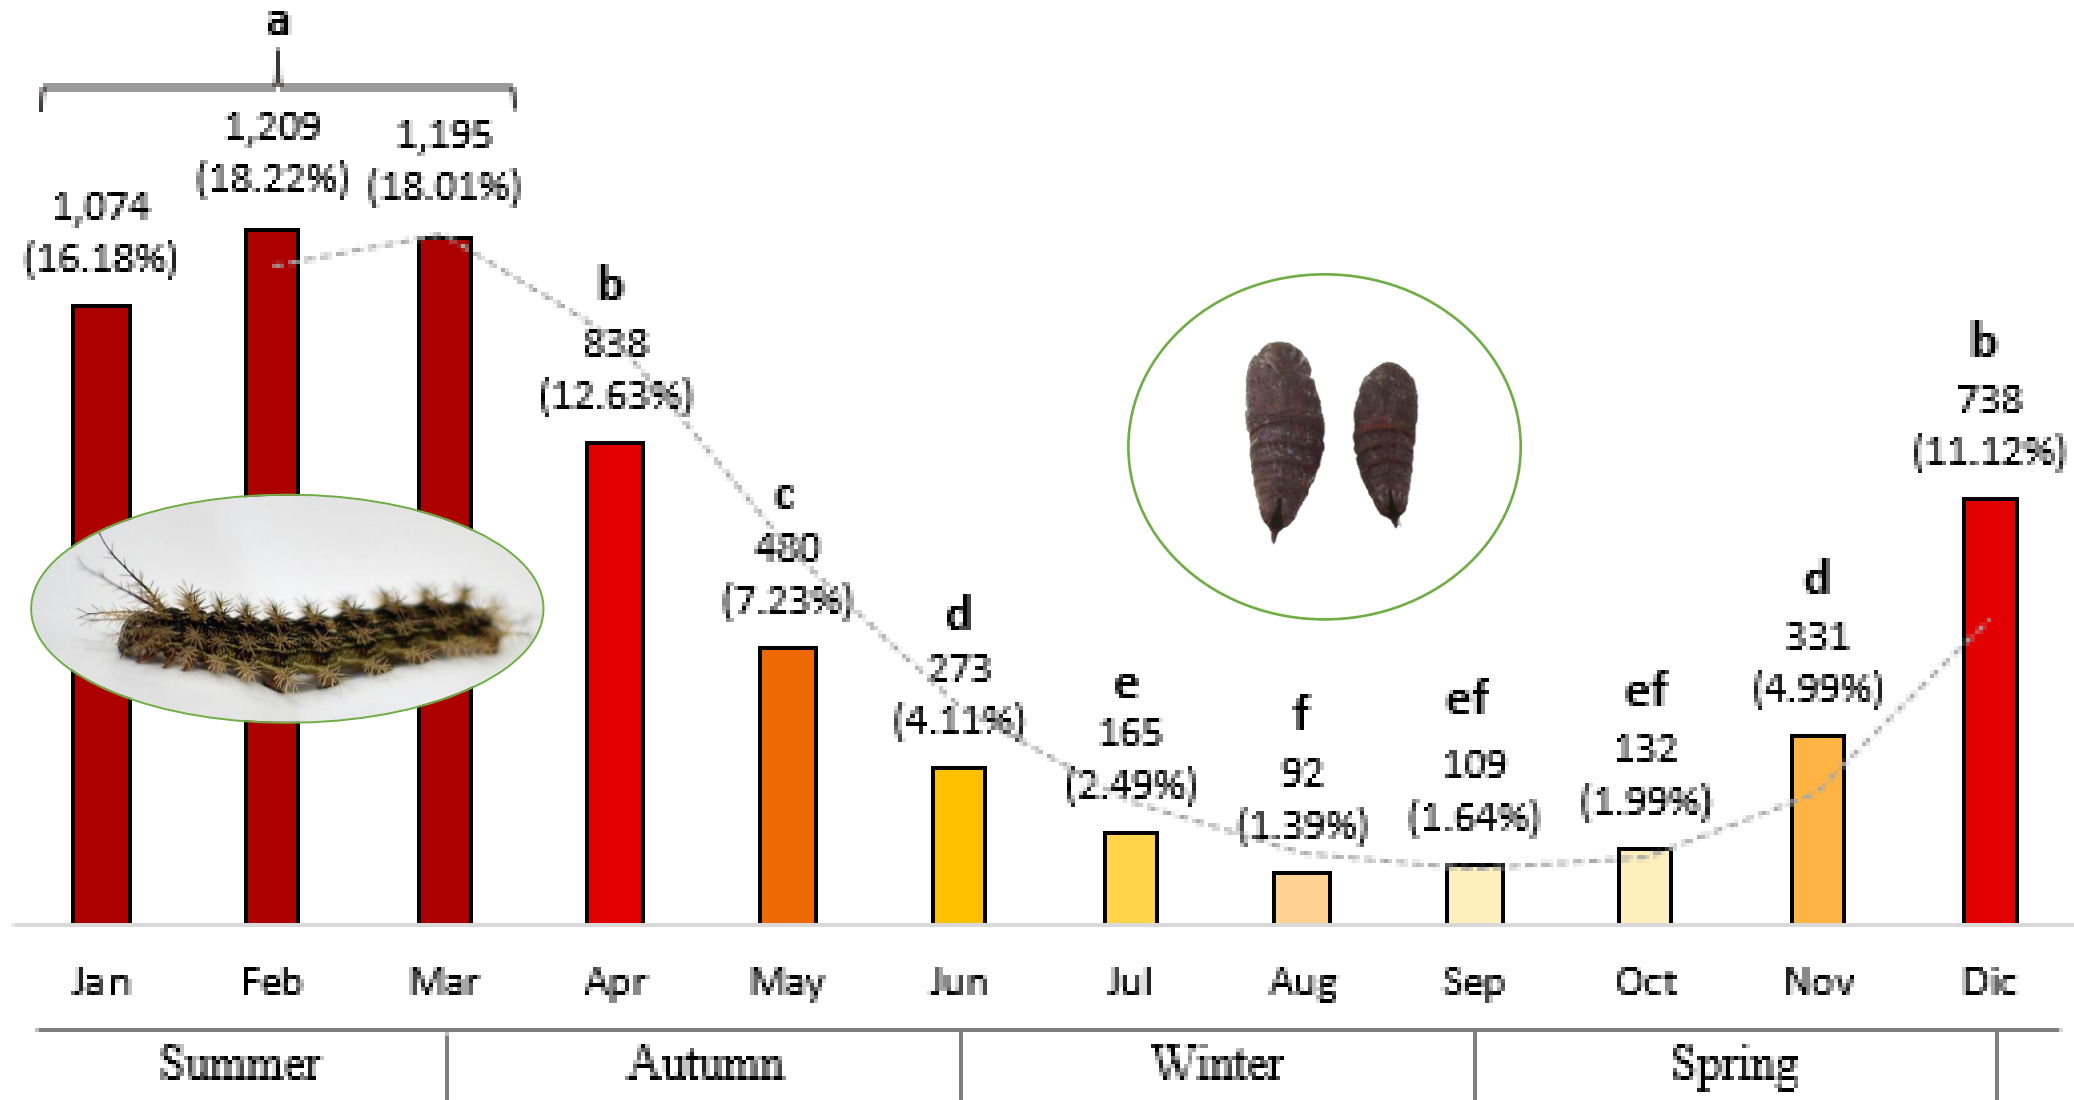 a
1,074
(16.18%)
1,209
(18.22%)
1,195
(18.01%)
b
838
(12.63%)
c
480
(7.23%)
d
273
(4.11%)
e
165
(2.49%)
f
92
(1.39%)
ef
109
(1.64%)
ef
132
(1.99%)
d
331
(4.99%)
b
738
(11.12%)
Jan Feb Mar Apr May Jun Jul Aug Sep Oct Nov Dic
Summer Autumn Winter Spring